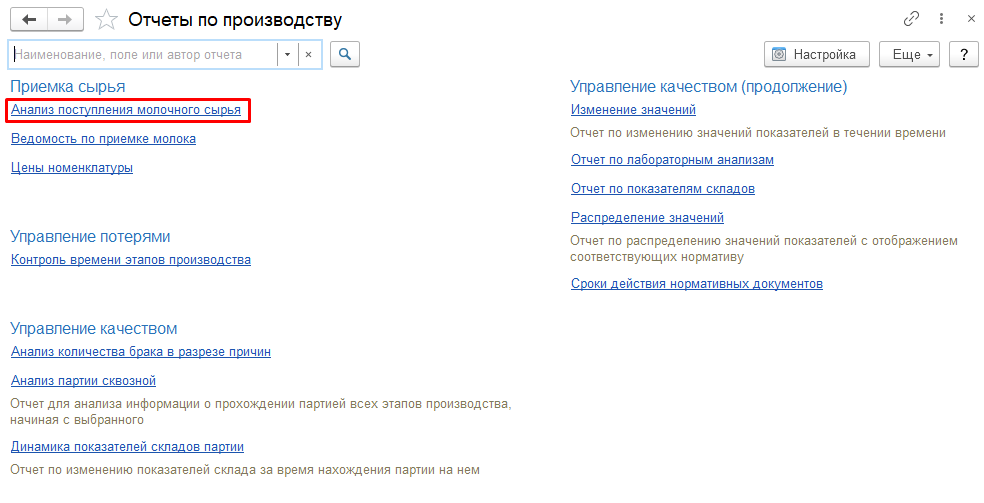 Отчеты по производству
Наименование, поле или автор отчета
Настройка
Еще
?
Приемка сырья
Анализ поступления молочного сырья
Ведомость по приемке молока
Цены номенклатуры
Управление потерями
Контроль времени этапов производства
Управление качеством
Анализ количества брака в разрезе причин
Анализ партии сквозной
Отчет для анализа информации о прохождении партией всех этапов производства,
начиная с выбранного
Динамика показателей складов партии
Отчет по изменению показателей склада за время нахождения партии на нем
Управление качеством (продолжение)
Изменение значений
Отчет по изменению значений показателей в течении времени
Отчет по лабораторным анализам
Отчет по показателям складов
Распределение значений
Отчет по распределению значений показателей с отображением
соответствующих нормативу
Сроки действия нормативных документов